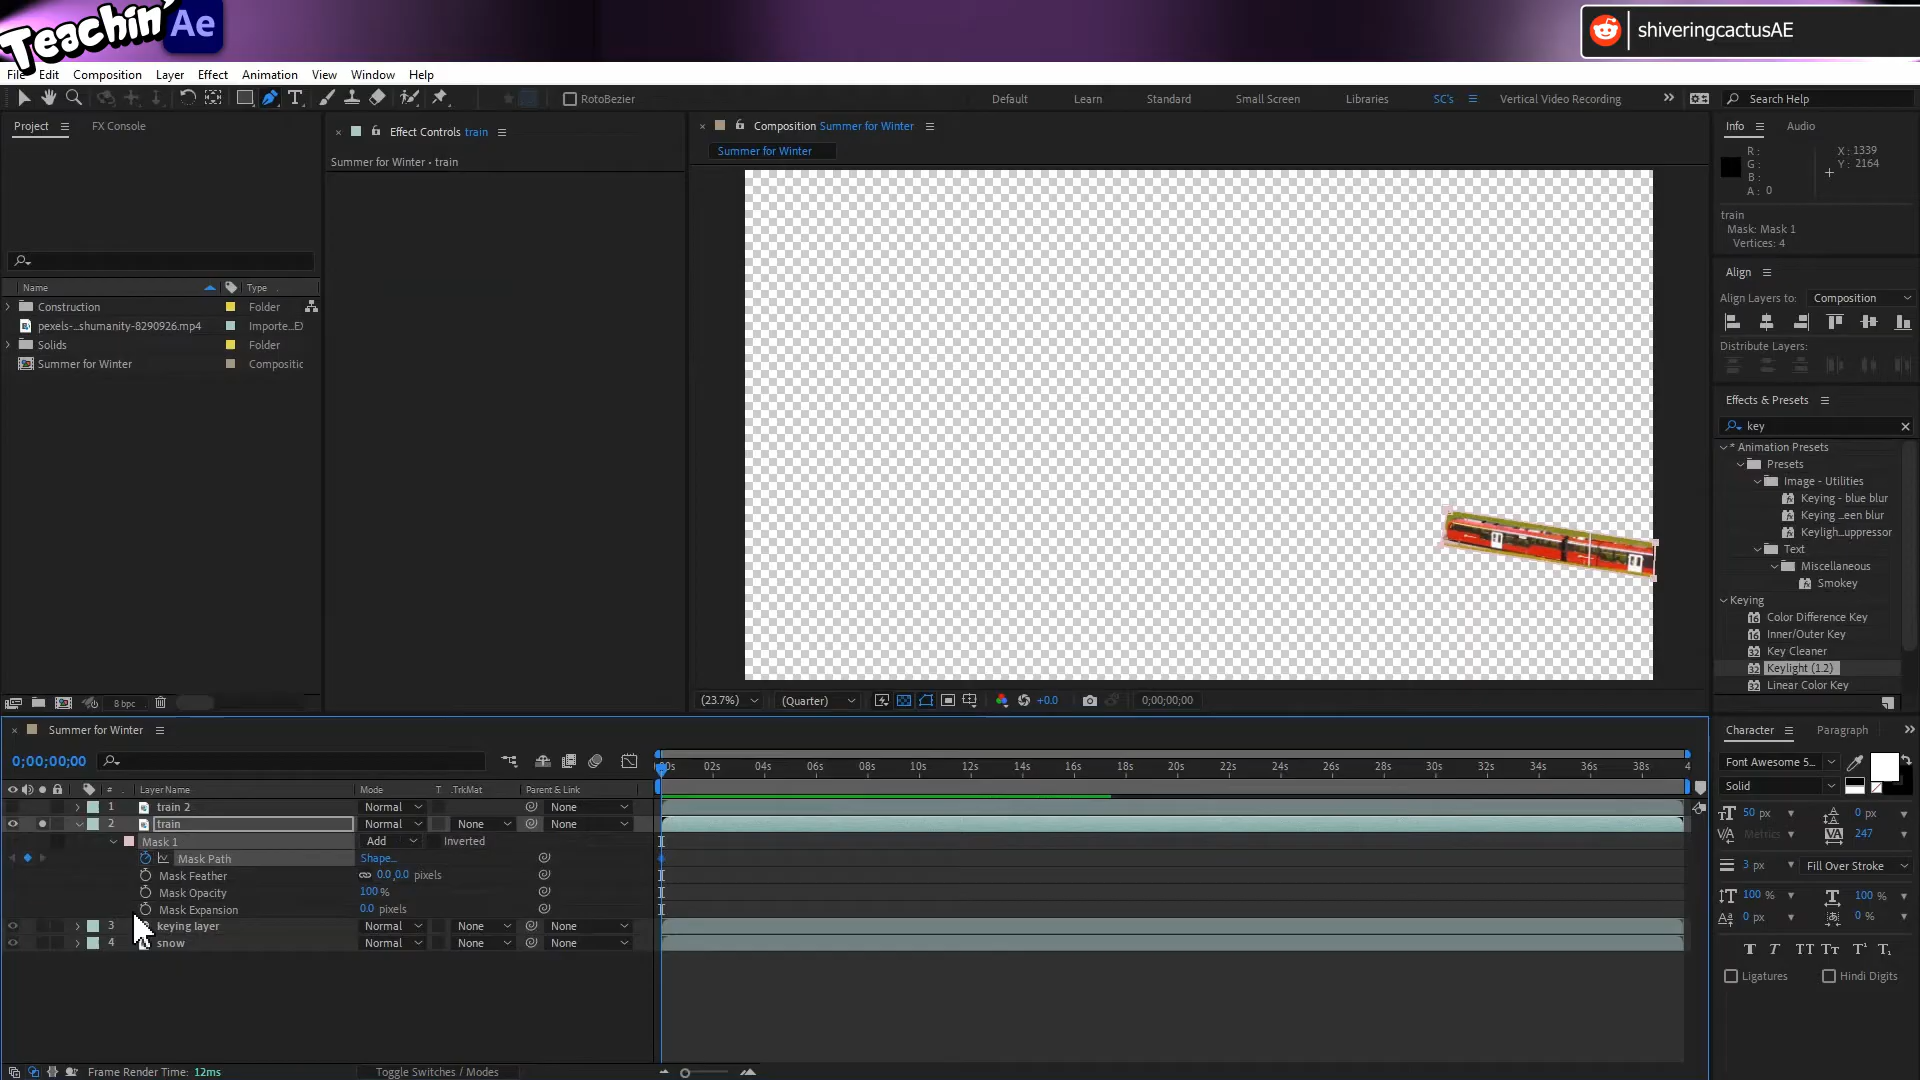 Teachin' Ae
shiveringcactusAE
File Edit Composition Layer Effect Animation View Window Help
RotoBezier
Default Learn Standard Small Screen Libraries SC's Vertical Video Recording Search Help
Project FX Console
Effect Controls train
Composition Summer for Winter
Info Audio
Summer for Winter
Summer for Winter • train
R:
G:
B:
A: 0
X: 1339
Y: 2164
train
Mask: Mask 1
Vertices: 4
Align
Align Layers to: Composition
Distribute Layers:
Name Type
Construction Folder
pexels-...shumanity-8290926.mp4 Importe...EX
Solids Folder
Summer for Winter Compositic
Effects & Presets
key
* Animation Presets
Presets
Image - Utilities
Keying - blue blur
Keying ...een blur
Keyligh...uppressor
Text
Miscellaneous
Smokey
Keying
Color Difference Key
Inner/Outer Key
Key Cleaner
Keylight (1.2)
Linear Color Key
8 bpc
(23.7%) (Quarter) +0.0 0;00;00;00
Summer for Winter
0;00;00;00
00s 02s 04s 06s 08s 10s 12s 14s 16s 18s 20s 22s 24s 26s 28s 30s 32s 34s 36s 38s 4
# Layer Name Mode T .TrkMat Parent & Link
1 train 2 Normal None
2 train Normal None None
Mask 1 Add Inverted
Mask Path Shape...
Mask Feather 0.0,0.0 pixels
Mask Opacity 100 %
Mask Expansion 0.0 pixels
3 keying layer Normal None None
4 snow Normal None None
Frame Render Time: 12ms Toggle Switches / Modes
Character Paragraph
Font Awesome 5...
Solid
50 px 0 px
Metrics 247
3 px Fill Over Stroke
100 % 100 %
0 px 0 %
T T TT Tt T¹ T₁
Ligatures Hindi Digits